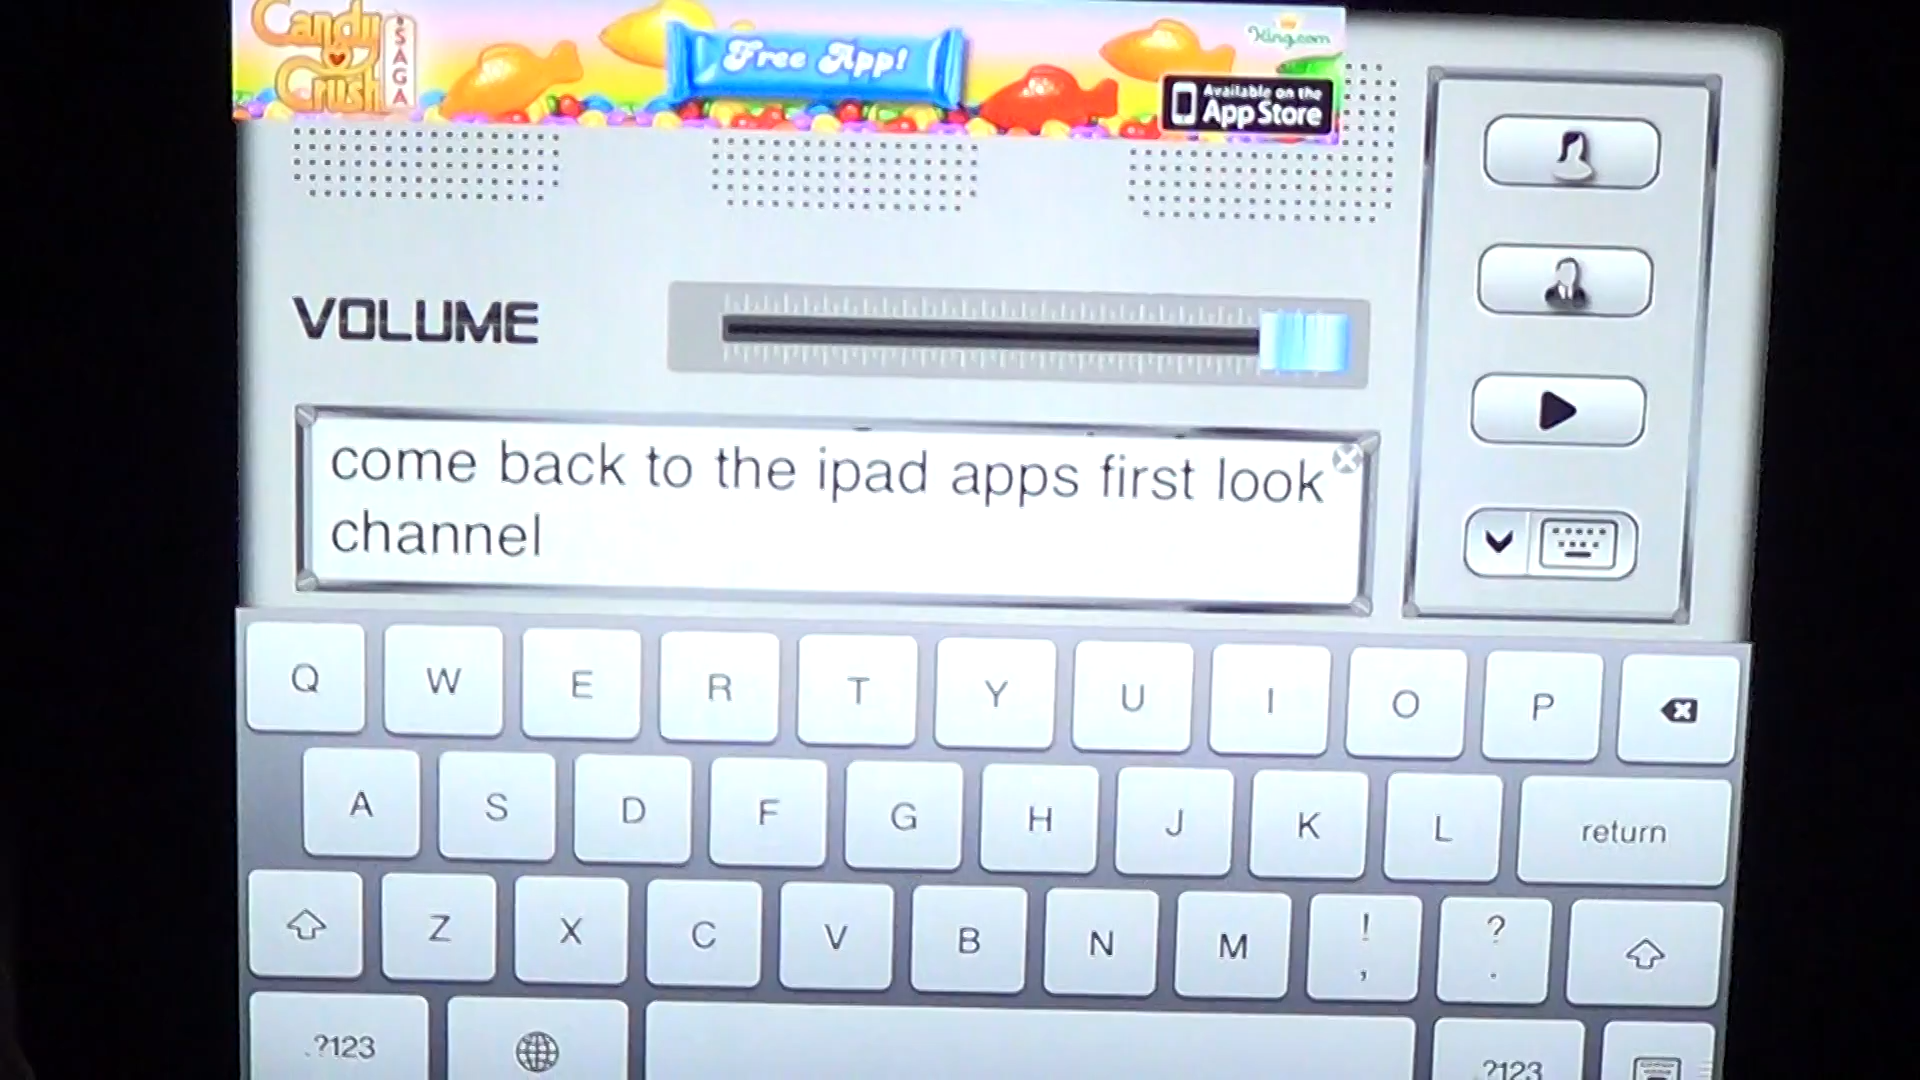 Candy
Crush
SAGA
Free App!
King.com
Available on the
App Store
VOLUME
come back to the ipad apps first look
channel
Q W E R T Y U I O P
A S D F G H J K L return
Z X C V B N M ! , ? .
.?123 .?123